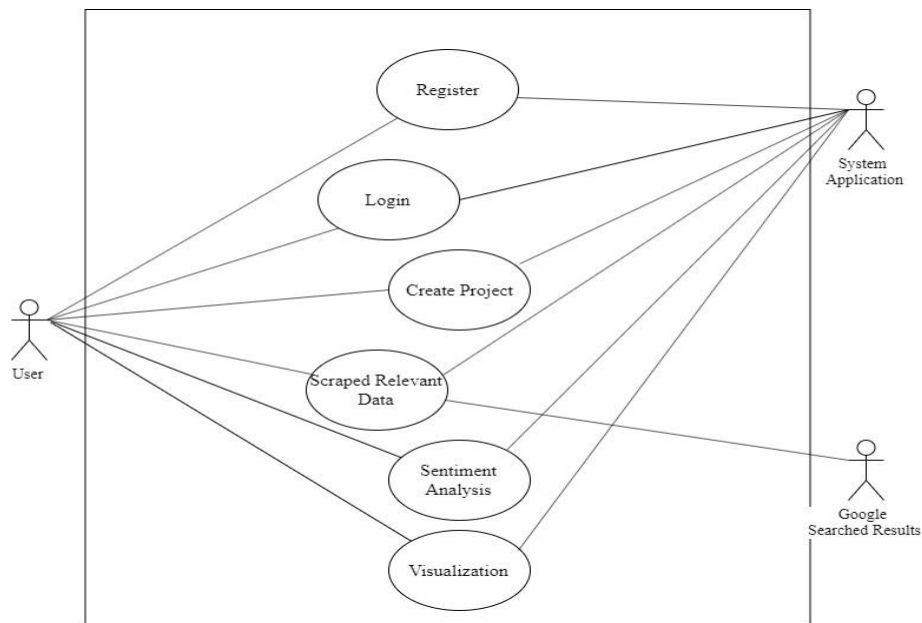 Register
System
Application
Login
Create Project
User
Scraped Relevant
Data
Sentiment
Analysis
Google
Searched Results
Visualization